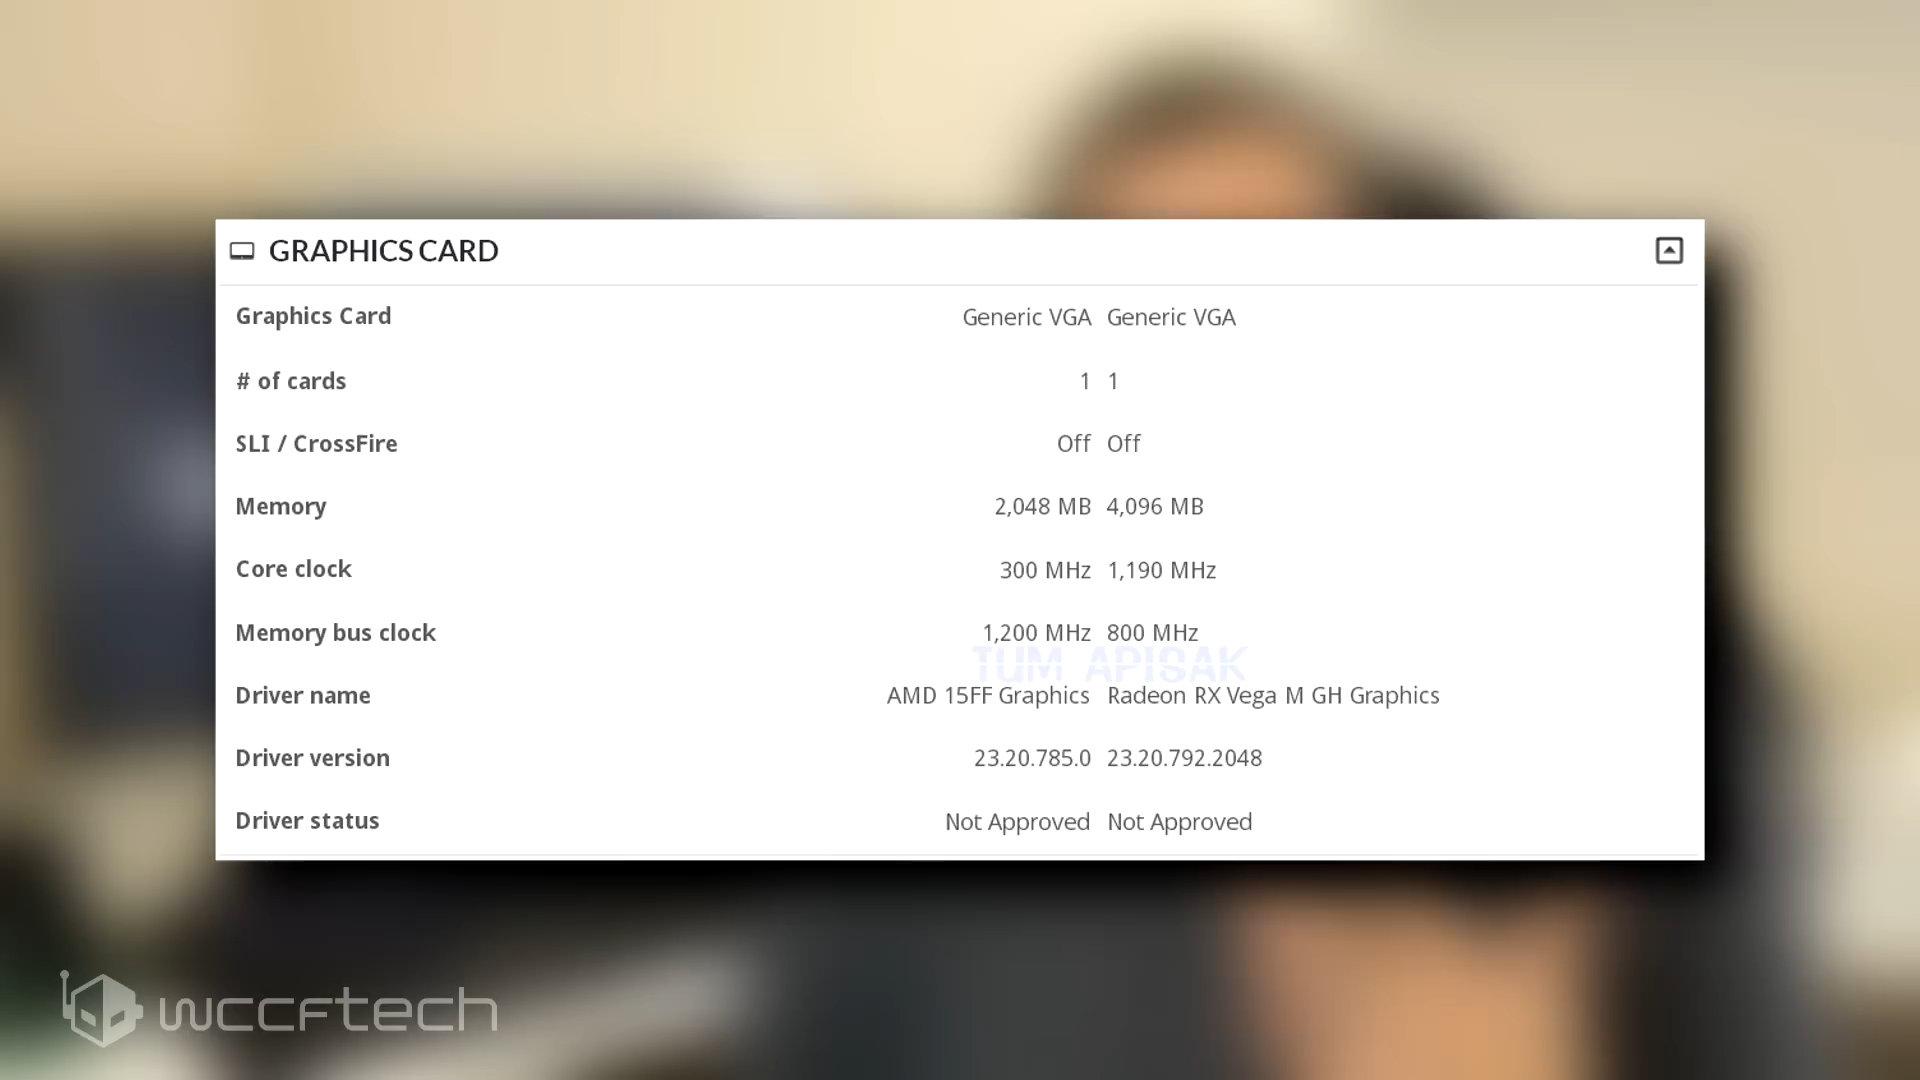 GRAPHICS CARD
Graphics Card Generic VGA Generic VGA
# of cards 1 1
SLI / CrossFire Off Off
Memory 2,048 MB 4,096 MB
Core clock 300 MHz 1,190 MHz
Memory bus clock 1,200 MHz 800 MHz
TUM APISAK
Driver name AMD 15FF Graphics Radeon RX Vega M GH Graphics
Driver version 23.20.785.0 23.20.792.2048
Driver status Not Approved Not Approved
wccftech